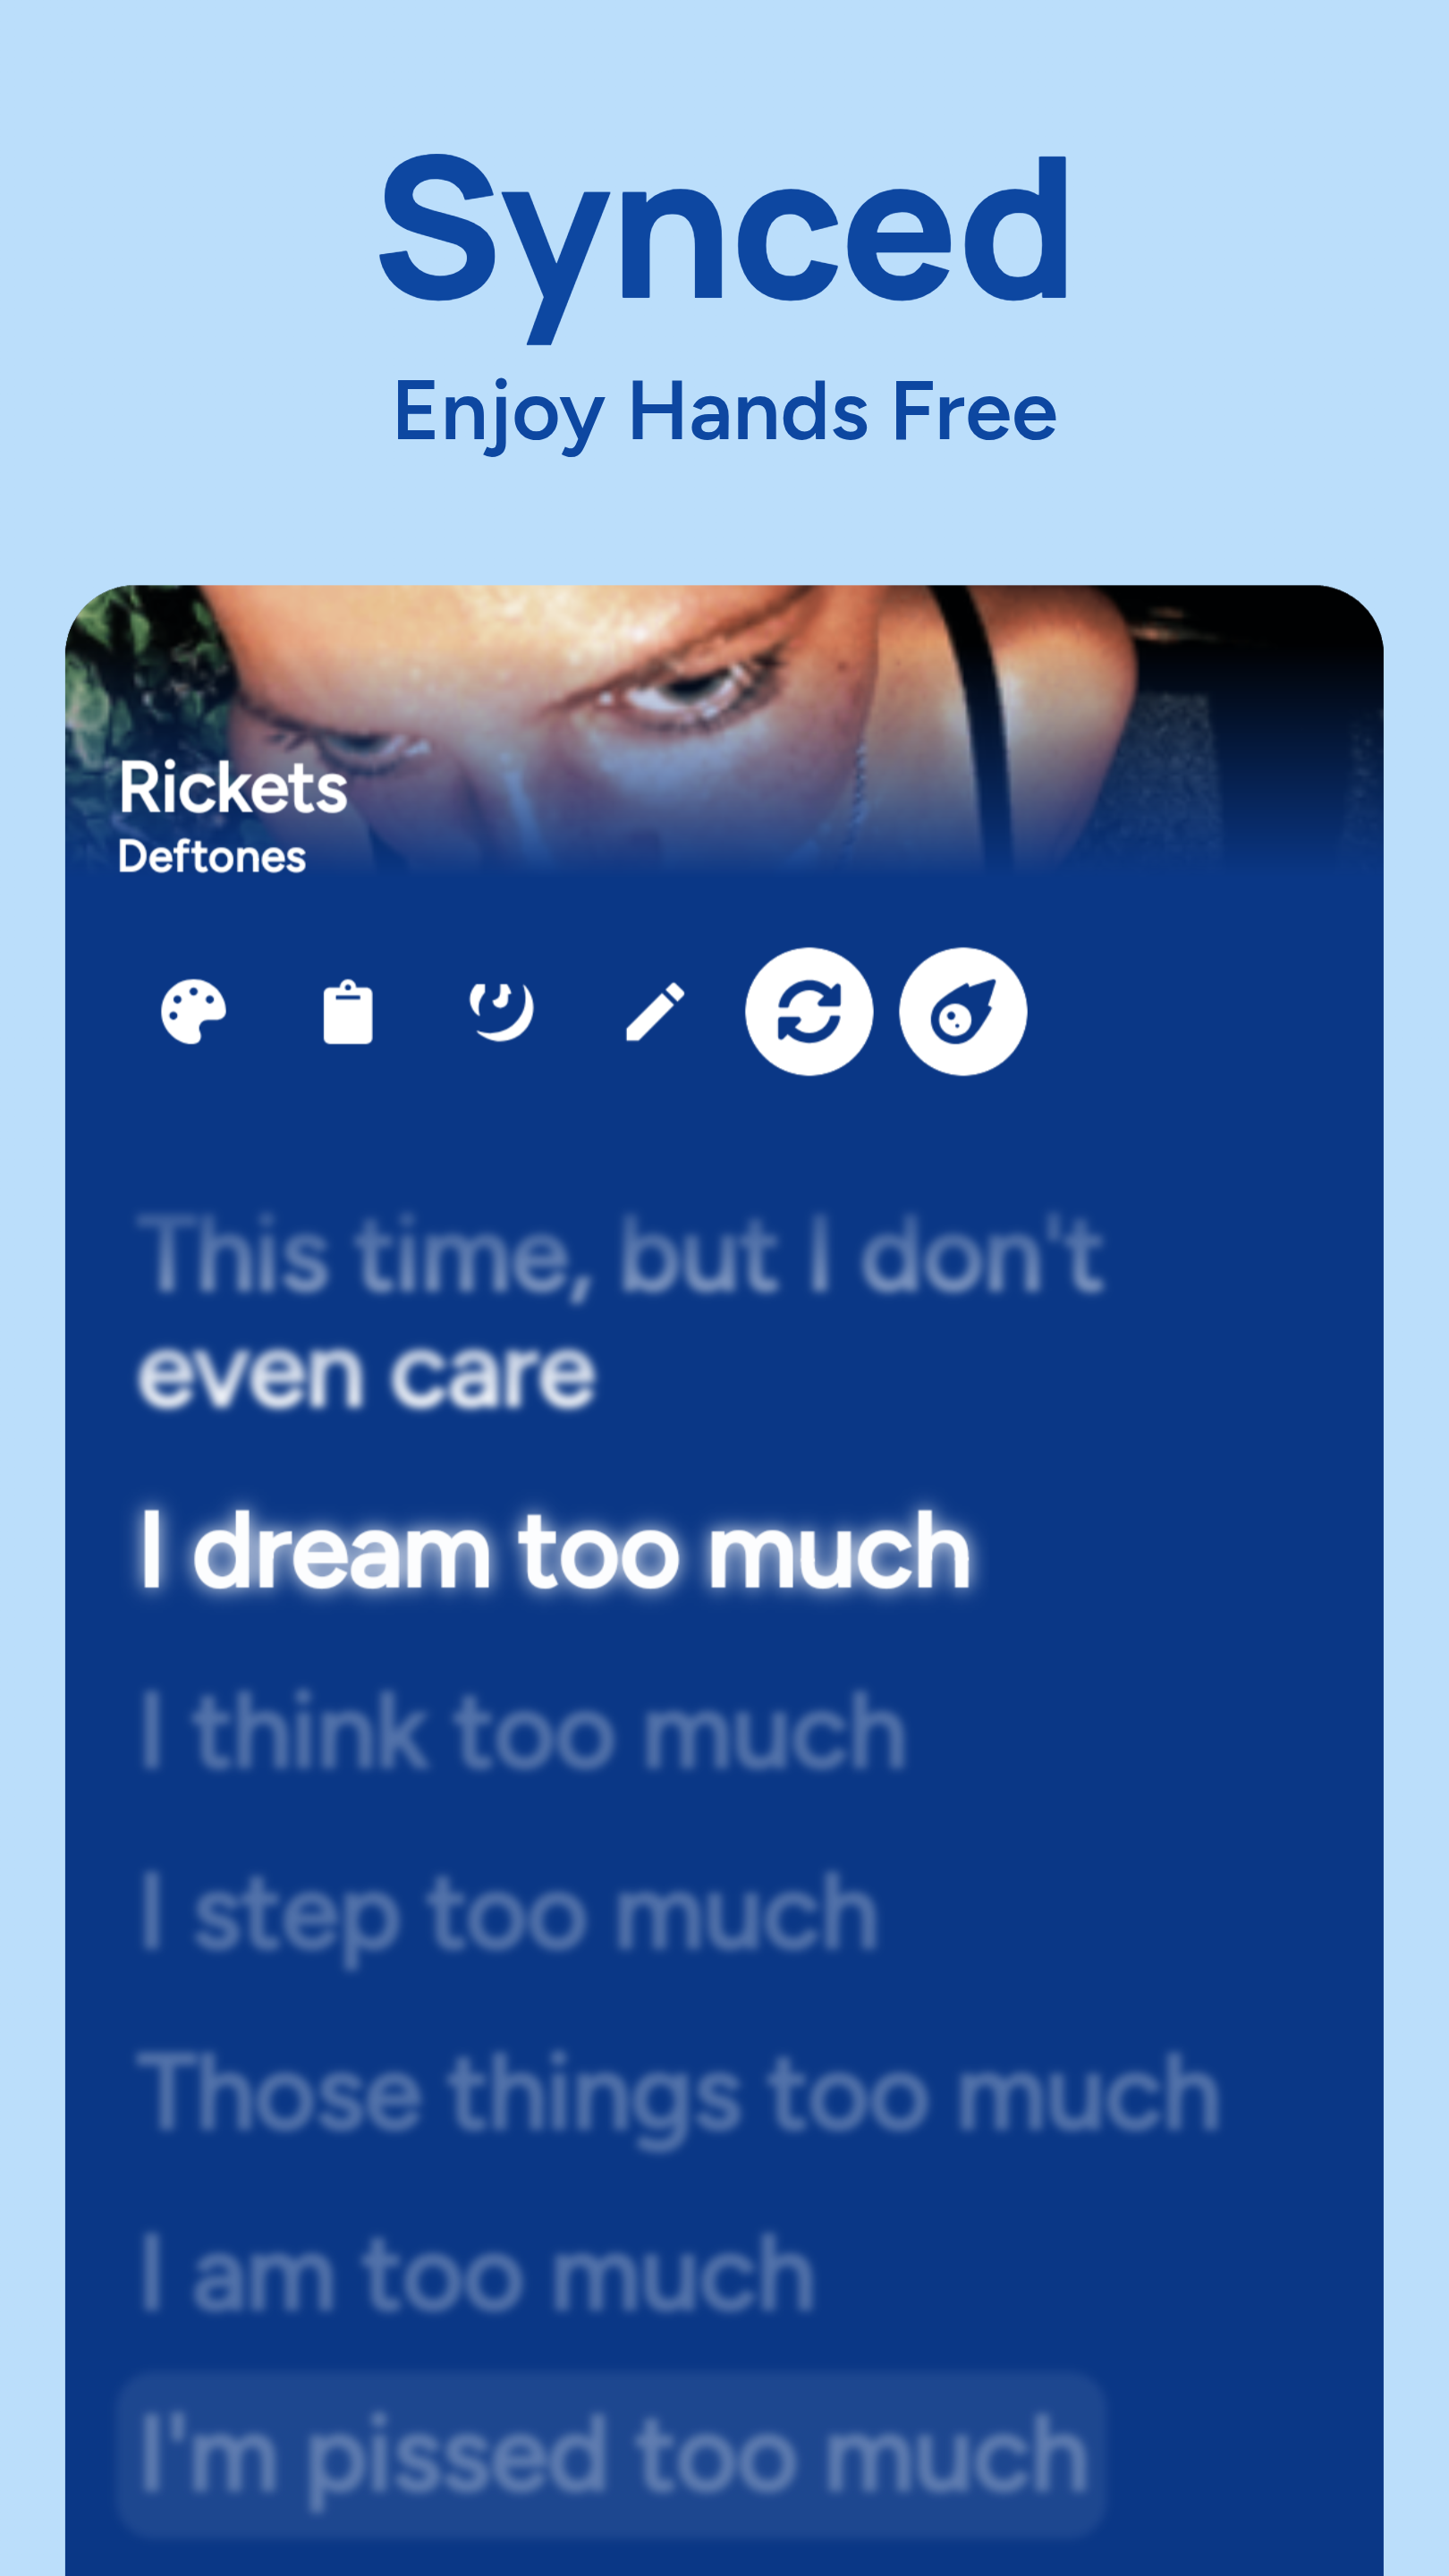 Synced
Enjoy Hands Free
Rickets
Deftones
This time, but I don't
even care
I dream too much
I think too much
I step too much
Those things too much
I am too much
I'm pissed too much